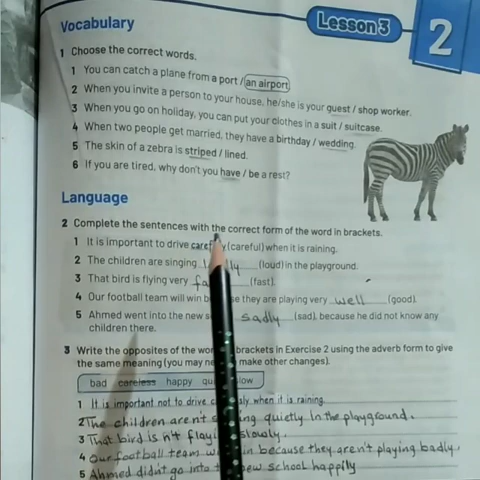 Lesson 3
2
Vocabulary
1 Choose the correct words.
1 You can catch a plane from a port / an airport
2 When you invite a person to your house, he/she is your guest / shop worker.
3 When you go on holiday, you can put your clothes in a suit / suitcase.
4 When two people get married, they have a birthday / wedding.
5 The skin of a zebra is striped / lined.
6 If you are tired, why don't you have / be a rest?
Language
2 Complete the sentences with the correct form of the word in brackets.
1 It is important to drive (careful) when it is raining.
2 The children are singing (loud) in the playground.
3 That bird is flying very (fast).
4 Our football team will win they are playing very well (good).
5 Ahmed went into the new sadly (sad), because he did not know any
children there.
3 Write the opposites of the brackets in Exercise 2 using the adverb form to give
the same meaning (you may make other changes).
bad careless happy
1 It is important not to drive when it is raining.
2 The children aren't quietly In the playground.
3 That bird isn't slowly.
4 Our football team because they aren't playing badly.
5 Ahmed didn't go into school happily